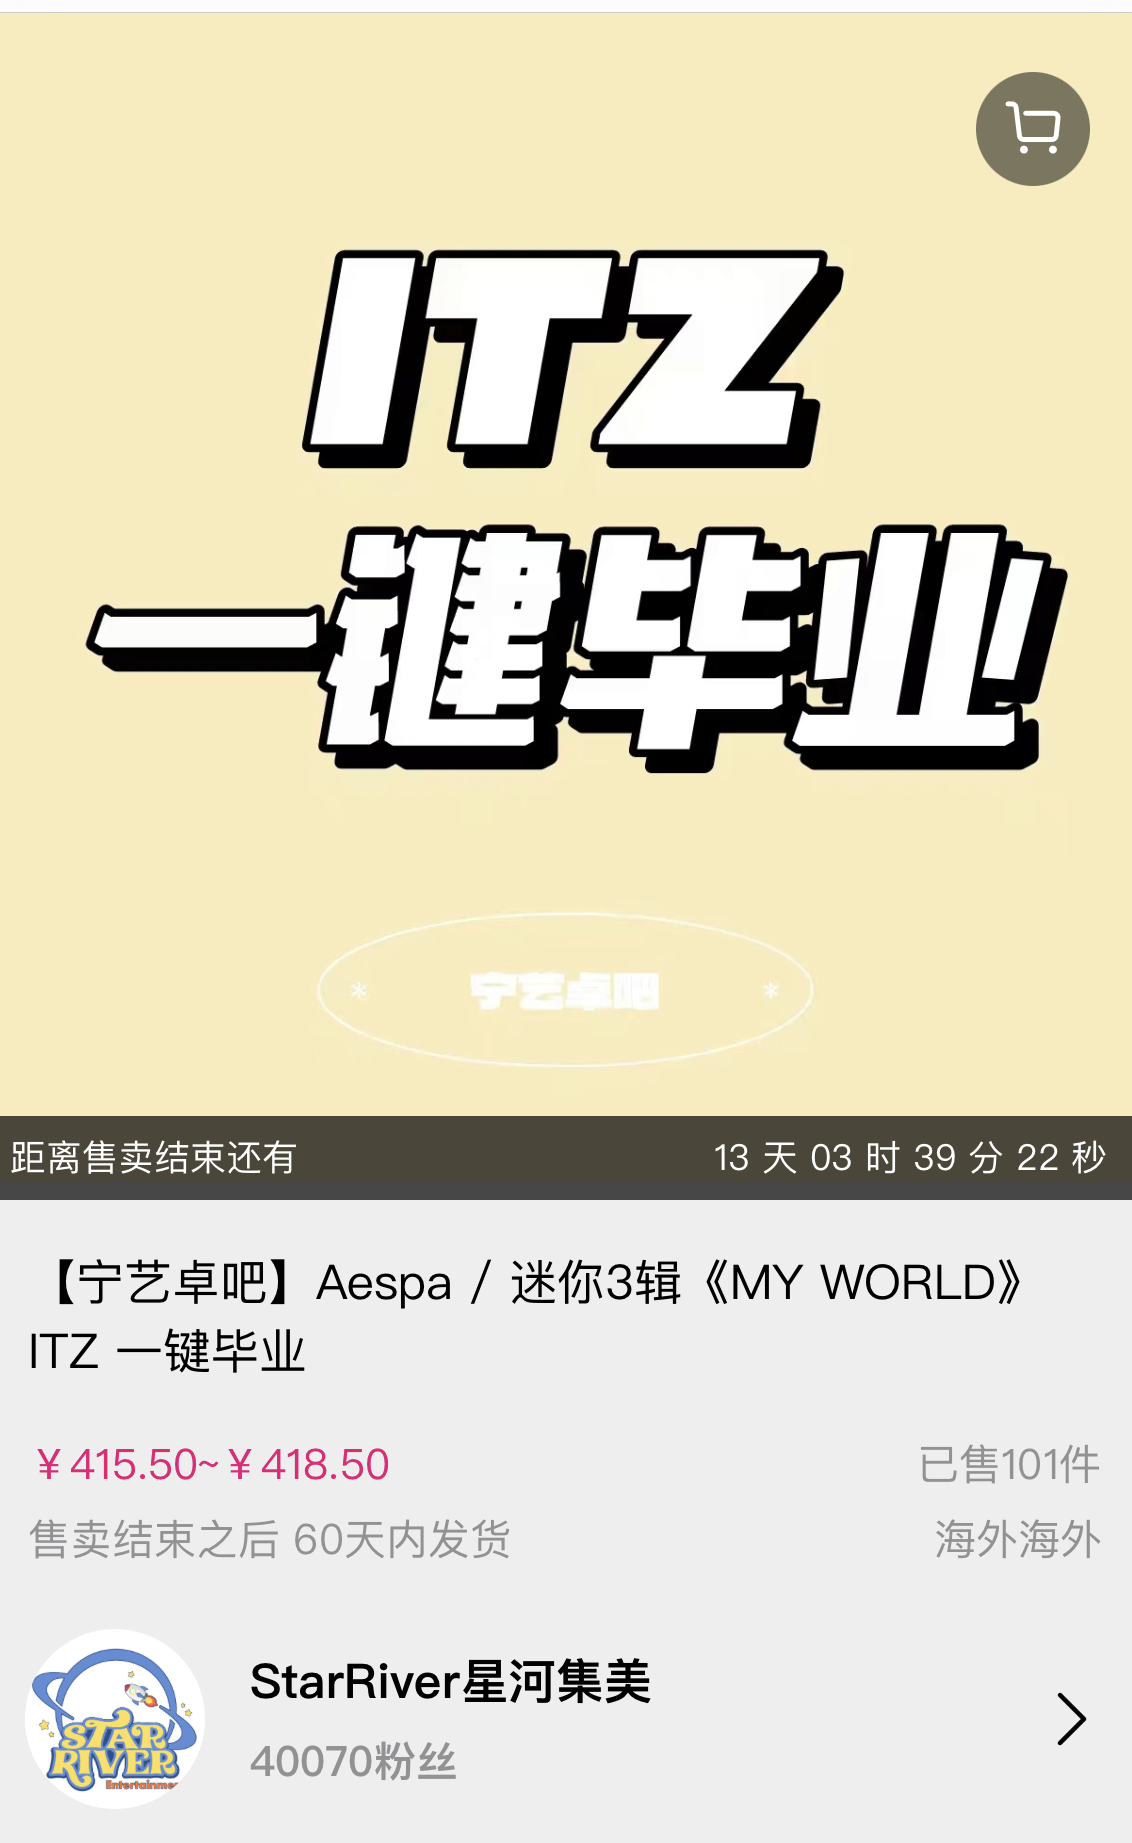 ITZ
一键毕业
* 宁艺卓吧 *
距离售卖结束还有 13 天 03 时 39 分 22 秒
【宁艺卓吧】Aespa / 迷你3辑《MY WORLD》
ITZ 一键毕业
¥415.50~¥418.50 已售101件
售卖结束之后 60天内发货 海外海外
STAR
RIVER
StarRiver星河集美
40070粉丝